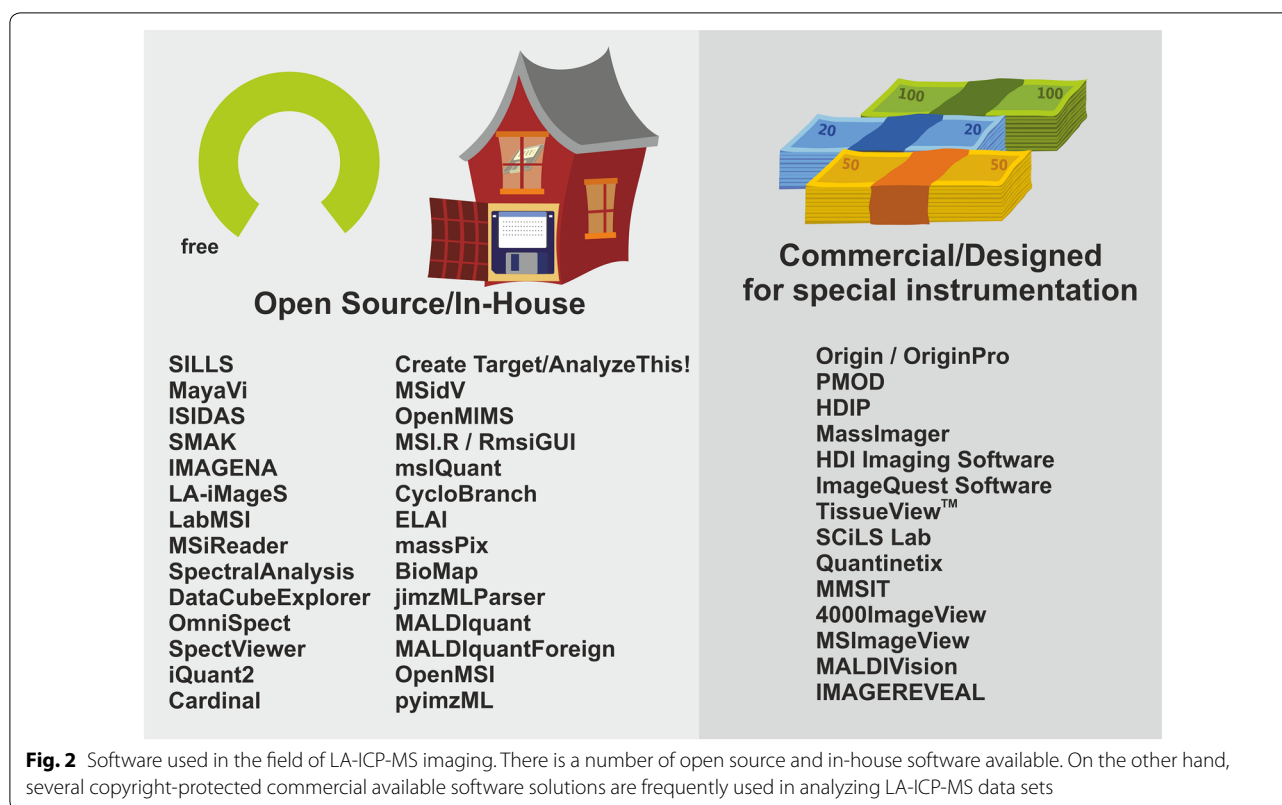 free
Open Source/In-House
SILLS
MayaVi
ISIDAS
SMAK
IMAGENA
LA-iMageS
LabMSI
MSiReader
SpectralAnalysis
DataCubeExplorer
OmniSpect
SpectViewer
iQuant2
Cardinal
Create Target/AnalyzeThis!
MSidV
OpenMIMS
MSI.R / RmsiGUI
msIQuant
CycloBranch
ELAI
massPix
BioMap
jimzMLParser
MALDIquant
MALDIquantForeign
OpenMSI
pyimzML
100 100
20 20
50 50
Commercial/Designed
for special instrumentation
Origin / OriginPro
PMOD
HDIP
MassImager
HDI Imaging Software
ImageQuest Software
TissueView™
SCiLS Lab
Quantinetix
MMSIT
4000ImageView
MSImageView
MALDIVision
IMAGEREVEAL
Fig. 2 Software used in the field of LA-ICP-MS imaging. There is a number of open source and in-house software available. On the other hand,
several copyright-protected commercial available software solutions are frequently used in analyzing LA-ICP-MS data sets